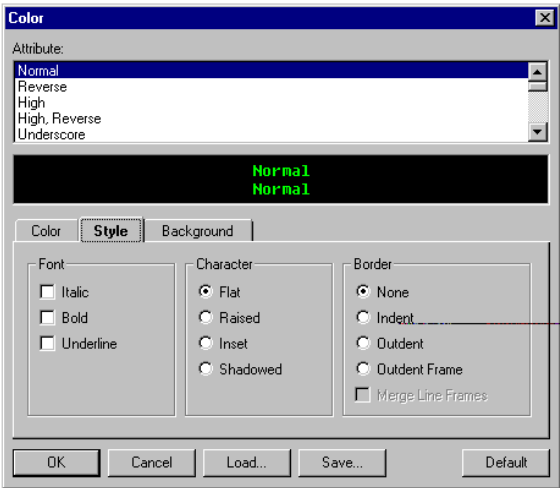 Color
Attribute:
Normal
Reverse
High
High, Reverse
Underscore
Normal
Normal
Color Style Background
Font
Italic
Bold
Underline
Character
Flat
Raised
Inset
Shadowed
Border
None
Indent
Outdent
Outdent Frame
Merge Line Frames
OK Cancel Load... Save... Default